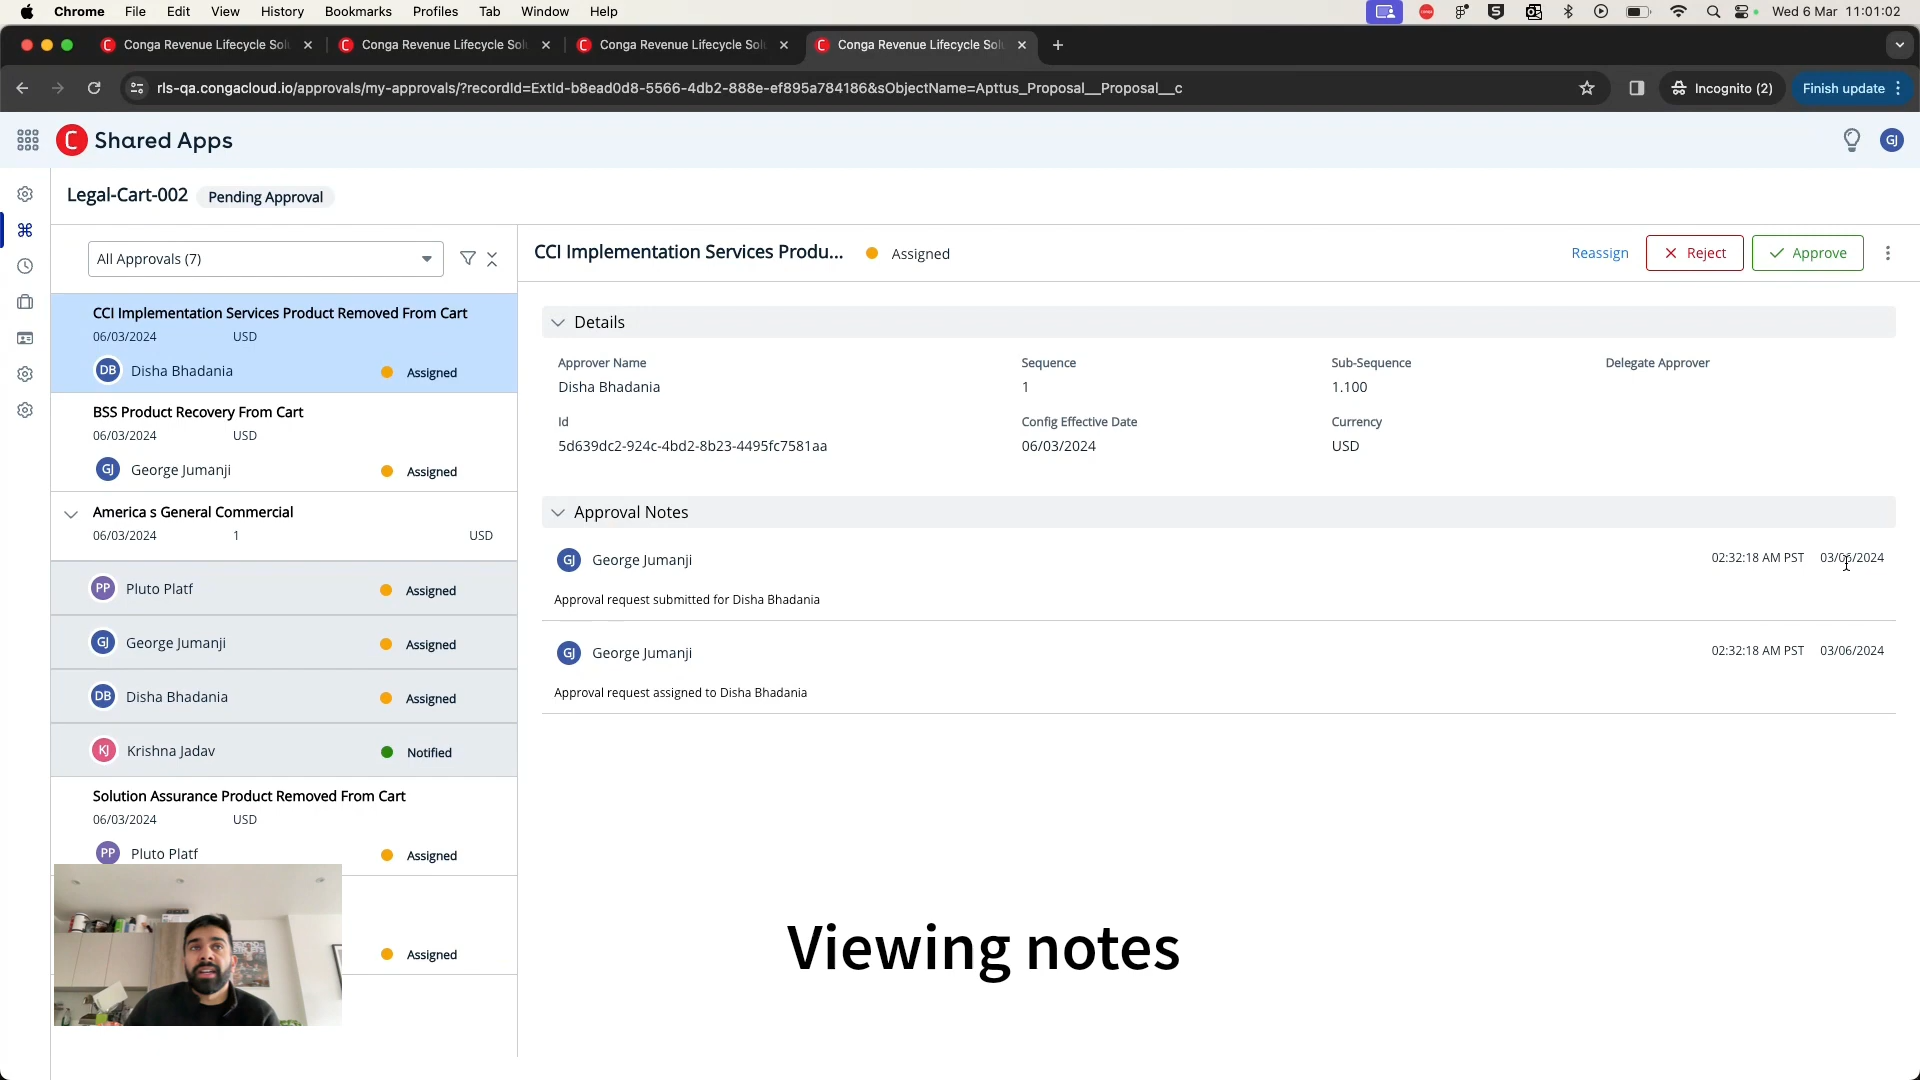 Chrome File Edit View History Bookmarks Profiles Tab Window Help Wed 6 Mar 11:01:02
Conga Revenue Lifecycle Sol Conga Revenue Lifecycle Sol Conga Revenue Lifecycle Sol Conga Revenue Lifecycle Sol
rls-qa.congacloud.io/approvals/my-approvals/?recordId=ExtId-b8ead0d8-5566-4db2-888e-ef895a784186&sObjectName=Apttus_Proposal__Proposal__c Incognito (2) Finish update
C Shared Apps GJ
Legal-Cart-002 Pending Approval
All Approvals (7)
CCI Implementation Services Produ... Assigned Reassign Reject Approve
CCI Implementation Services Product Removed From Cart
06/03/2024 USD
DB Disha Bhadania Assigned
BSS Product Recovery From Cart
06/03/2024 USD
GJ George Jumanji Assigned
America s General Commercial
06/03/2024 1 USD
PP Pluto Platf Assigned
GJ George Jumanji Assigned
DB Disha Bhadania Assigned
KJ Krishna Jadav Notified
Solution Assurance Product Removed From Cart
06/03/2024 USD
PP Pluto Platf Assigned
Assigned
Details
Approver Name Sequence Sub-Sequence Delegate Approver
Disha Bhadania 1 1.100
Id Config Effective Date Currency
5d639dc2-924c-4bd2-8b23-4495fc7581aa 06/03/2024 USD
Approval Notes
GJ George Jumanji 02:32:18 AM PST 03/06/2024
Approval request submitted for Disha Bhadania
GJ George Jumanji 02:32:18 AM PST 03/06/2024
Approval request assigned to Disha Bhadania
Viewing notes